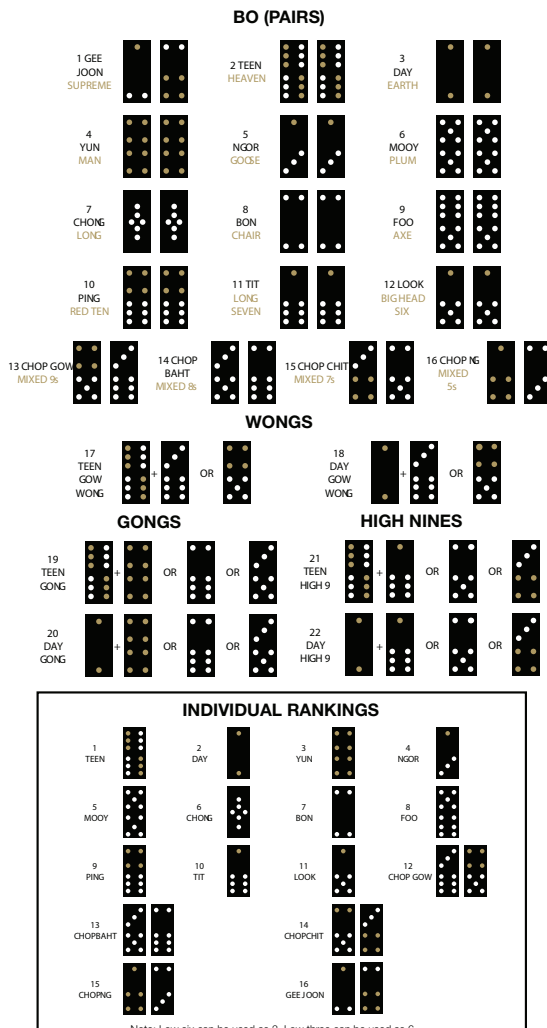 BO (PAIRS)
1 GEE
JOON
SUPREME
2 TEEN
HEAVEN
3
DAY
EARTH
4
YUN
MAN
5
NGOR
GOOSE
6
MOOY
PLUM
7
CHONG
LONG
8
BON
CHAIR
9
FOO
AXE
10
PING
RED TEN
11 TIT
LONG
SEVEN
12 LOOK
BIG HEAD
SIX
13 CHOP GOW
MIXED 9s
14 CHOP
BAHT
MIXED 8s
15 CHOP CHIT
MIXED 7s
16 CHOP NG
MIXED
5s
WONGS
17
TEEN
GOW
WONG
+
OR
18
DAY
GOW
WONG
+
OR
GONGS
19
TEEN
GONG
+
OR
OR
20
DAY
GONG
+
OR
OR
HIGH NINES
21
TEEN
HIGH 9
+
OR
OR
22
DAY
HIGH 9
+
OR
OR
INDIVIDUAL RANKINGS
1
TEEN
2
DAY
3
YUN
4
NGOR
5
MOOY
6
CHONG
7
BON
8
FOO
9
PING
10
TIT
11
LOOK
12
CHOP GOW
13
CHOPBAHT
14
CHOPCHIT
15
CHOPNG
16
GEE JOON